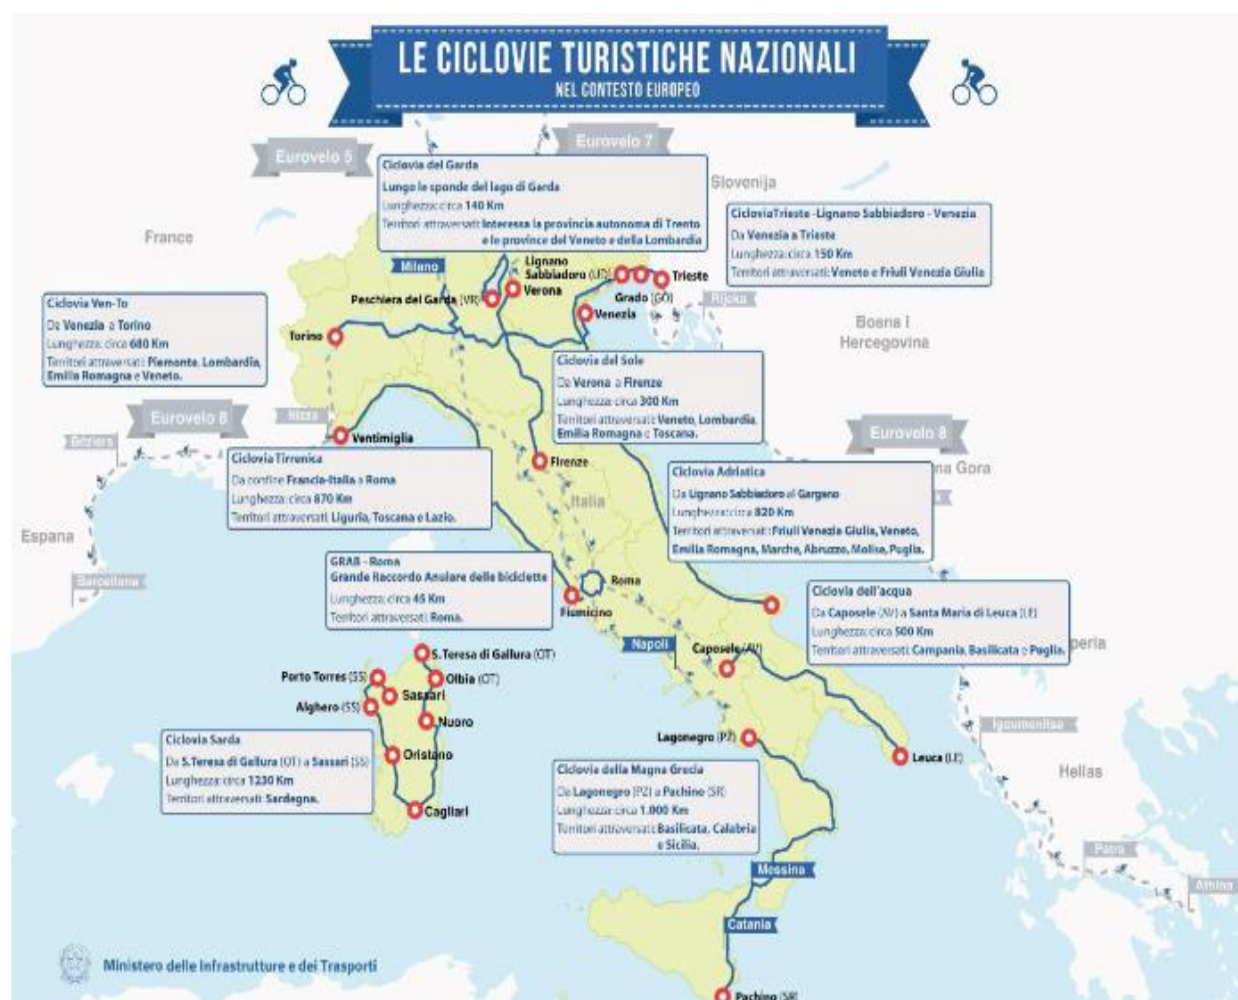 LE CICLOVIE TURISTICHE NAZIONALI
NEL CONTESTO EUROPEO
Eurovelo 5
Eurovelo 7
Ciclovia del Garda
Lungo le sponde del lago di Garda
Lunghezza: circa 140 Km
Territori attraversati: Interessa la provincia autonoma di Trento
e le province del Veneto e della Lombardia
Slovenija
CicloviaTrieste -Lignano Sabbiadoro - Venezia
Da Venezia a Trieste
Lunghezza: circa 150 Km
Territori attraversati: Veneto e Friuli Venezia Giulia
France
Milano
Lignano
Sabbiadoro (UD)
Trieste
Verona
Peschiera del Garda (VR)
Grado (GO)
Rijeka
Venezia
Ciclovia Ven-To
Da Venezia a Torino
Lunghezza: circa 680 Km
Territori attraversati: Piemonte, Lombardia,
Emilia Romagna e Veneto.
Torino
Bosna i
Hercegovina
Ciclovia del Sole
Da Verona a Firenze
Lunghezza: circa 300 Km
Territori attraversati: Veneto, Lombardia,
Emilia Romagna e Toscana.
Nizza
Eurovelo 8
Béziers
Ventimiglia
Eurovelo 8
Ciclovia Tirrenica
Da confine Francia-Italia a Roma
Lunghezza: circa 870 Km
Territori attraversati: Liguria, Toscana e Lazio.
Firenze
Italia
na Gora
Ciclovia Adriatica
Da Lignano Sabbiadoro al Gargano
Lunghezza: circa 820 Km
Territori attraversati: Friuli Venezia Giulia, Veneto,
Emilia Romagna, Marche, Abruzzo, Molise, Puglia.
Espana
Barcellona
GRAB - Roma
Grande Raccordo Anulare delle biciclette
Lunghezza: circa 45 Km
Territori attraversati: Roma.
Roma
Fiumicino
Ciclovia dell'acqua
Da Caposele (AV) a Santa Maria di Leuca (LE)
Lunghezza: circa 500 Km
Territori attraversati: Campania, Basilicata e Puglia.
peria
Napoli
Caposele (AV)
S.Teresa di Gallura (OT)
Porto Torres (SS)
Olbia (OT)
Sassari
Alghero (SS)
Nuoro
Igoumenitsa
Lagonegro (PZ)
Leuca (LE)
Hellas
Ciclovia Sarda
Da S.Teresa di Gallura (OT) a Sassari (SS)
Lunghezza: circa 1230 Km
Territori attraversati: Sardegna.
Oristano
Cagliari
Ciclovia della Magna Grecia
Da Lagonegro (PZ) a Pachino (SR)
Lunghezza: circa 1.000 Km
Territori attraversati: Basilicata, Calabria
e Sicilia.
Patra
Messina
Athina
Catania
Ministero delle Infrastrutture e dei Trasporti
Pachino (SR)